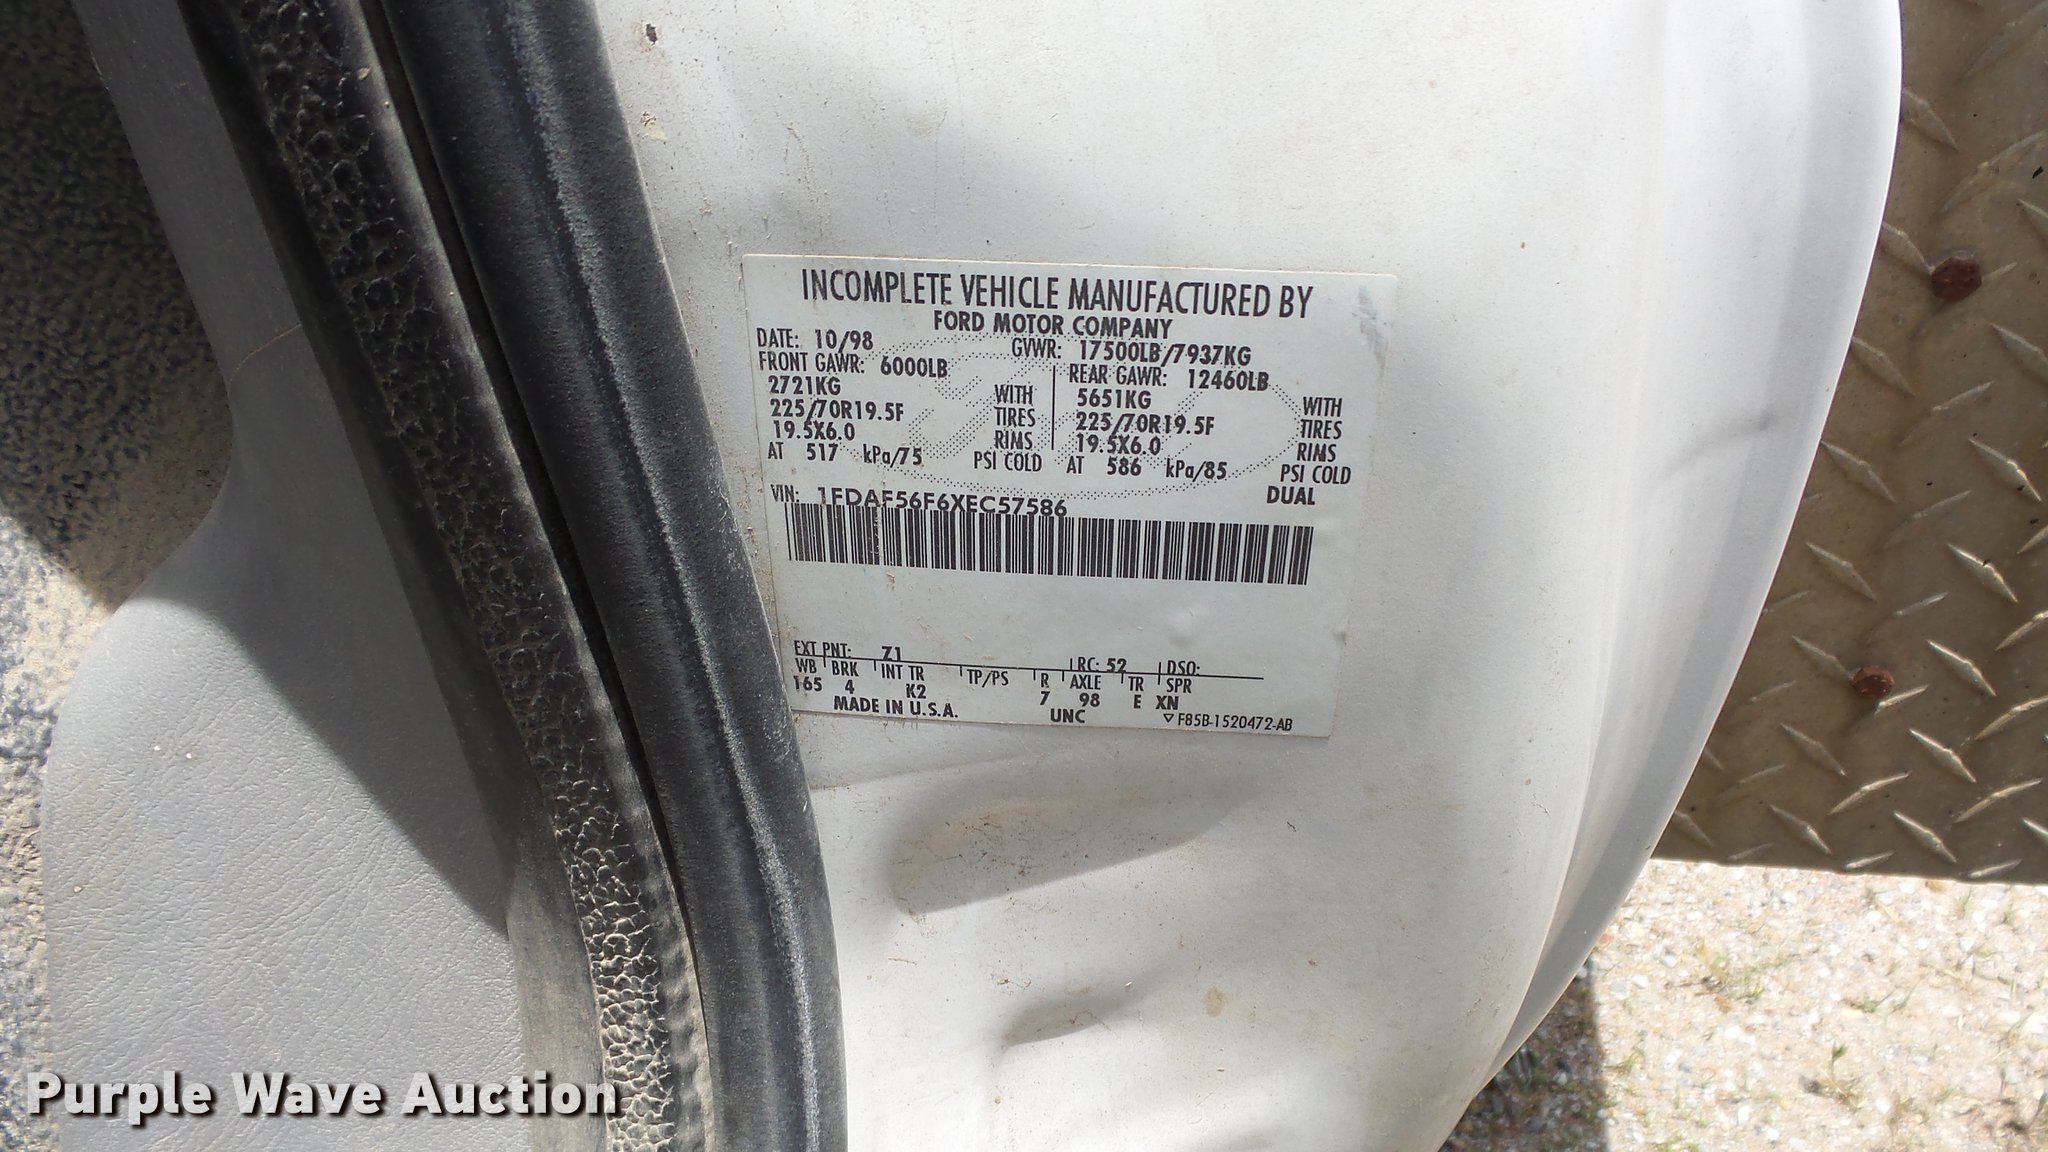 INCOMPLETE VEHICLE MANUFACTURED BY
FORD MOTOR COMPANY
DATE: 10/98 GVWR: 17500LB/7937KG
FRONT GAWR: 6000LB REAR GAWR: 12460LB
2721KG WITH 5651KG WITH
225/70R19.5F TIRES 225/70R19.5F TIRES
19.5X6.0 RIMS 19.5X6.0 RIMS
AT 517 kPa/75 PSI COLD AT 586 kPa/85 PSI COLD
DUAL
VIN: 1FDAF56F6XEC57586
EXT PNT: Z1 RC: 52 DSO:
WB BRK INT TR TP/PS R AXLE TR SPR
165 4 K2 7 98 E XN
MADE IN U.S.A. UNC ▽ F85B-1520472-AB
Purple Wave Auction